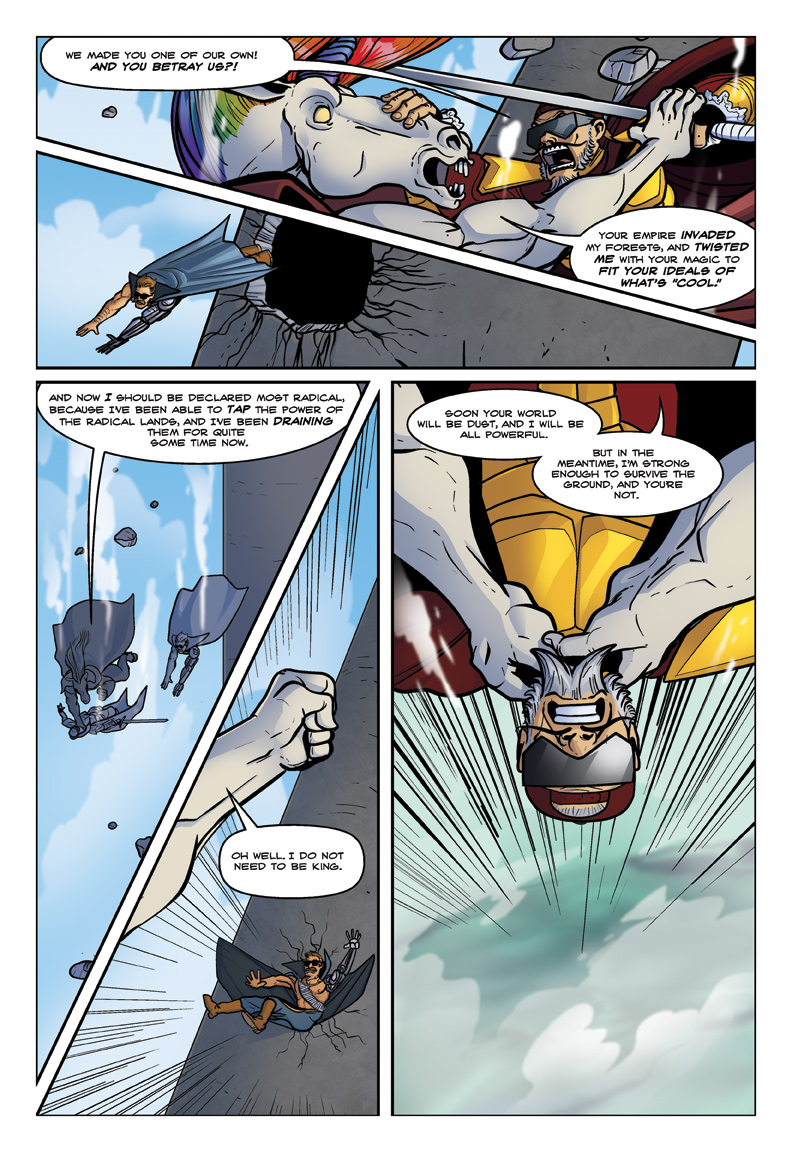 WE MADE YOU ONE OF OUR OWN!
AND YOU BETRAY US?!
YOUR EMPIRE INVADED
MY FORESTS, AND TWISTED
ME WITH YOUR MAGIC TO
FIT YOUR IDEALS OF
WHAT'S "COOL."
AND NOW I SHOULD BE DECLARED MOST RADICAL,
BECAUSE I'VE BEEN ABLE TO TAP THE POWER OF
THE RADICAL LANDS, AND I'VE BEEN DRAINING
THEM FOR QUITE
SOME TIME NOW.
OH WELL. I DO NOT
NEED TO BE KING.
SOON YOUR WORLD
WILL BE DUST, AND I WILL BE
ALL POWERFUL.
BUT IN THE
MEANTIME, I'M STRONG
ENOUGH TO SURVIVE THE
GROUND, AND YOU'RE
NOT.